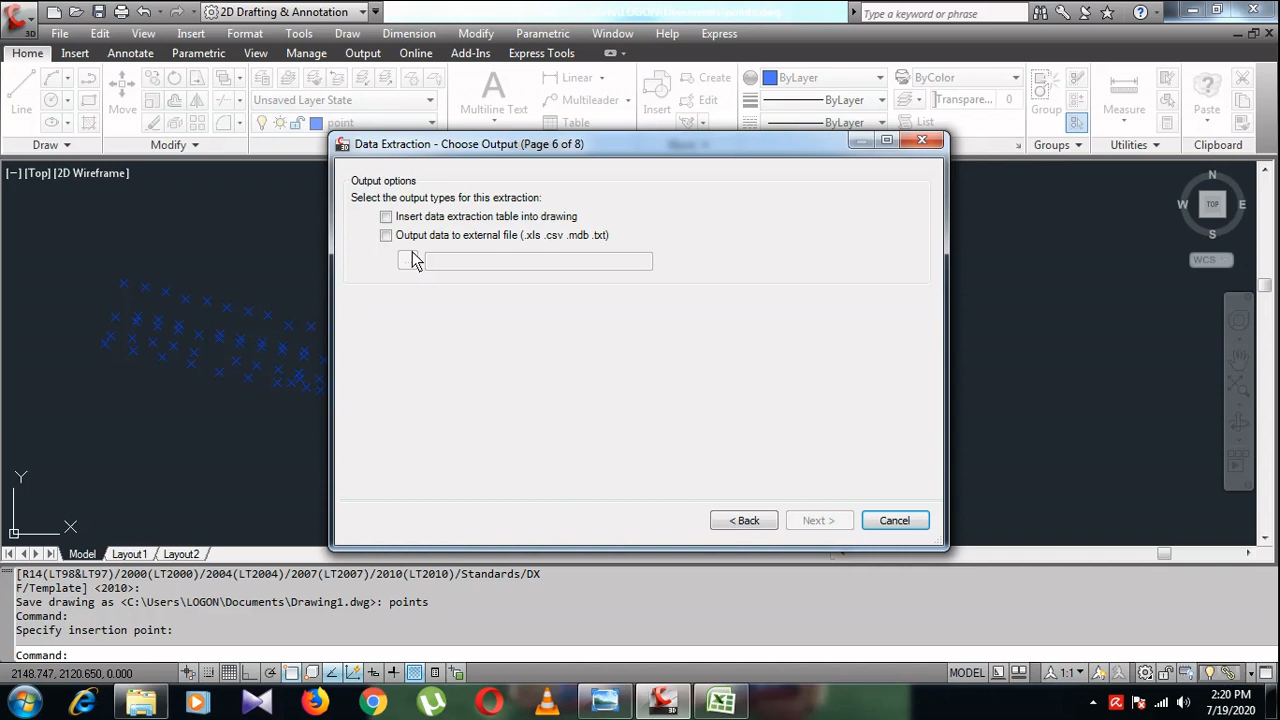 2D Drafting & Annotation
Type a keyword or phrase
3D
File Edit View Insert Format Tools Draw Dimension Modify Parametric Window Help Express
Home Insert Annotate Parametric View Manage Output Add-Ins Online Express Tools
Line
Move
Unsaved Layer State
point
Multiline Text
Linear
Multileader
Table
Insert
Create
Edit
ByLayer
ByLayer
ByLayer
ByColor
Transpare... 0
List
Group
Measure
Paste
Draw Modify Groups Utilities Clipboard
[−] [Top] [2D Wireframe]
Data Extraction - Choose Output (Page 6 of 8)
Output options
Select the output types for this extraction:
Insert data extraction table into drawing
Output data to external file (.xls .csv .mdb .txt)
< Back Next > Cancel
N
W TOP E
S
WCS
Y
X
Model Layout1 Layout2
[R14(LT98&LT97)/2000(LT2000)/2004(LT2004)/2007(LT2007)/2010(LT2010)/Standards/DX
F/Template] <2010>:
Save drawing as <C:\Users\LOGON\Documents\Drawing1.dwg>: points
Command:
Specify insertion point:
Command:
2148.747, 2120.650, 0.000
MODEL
1:1
2:20 PM
7/19/2020